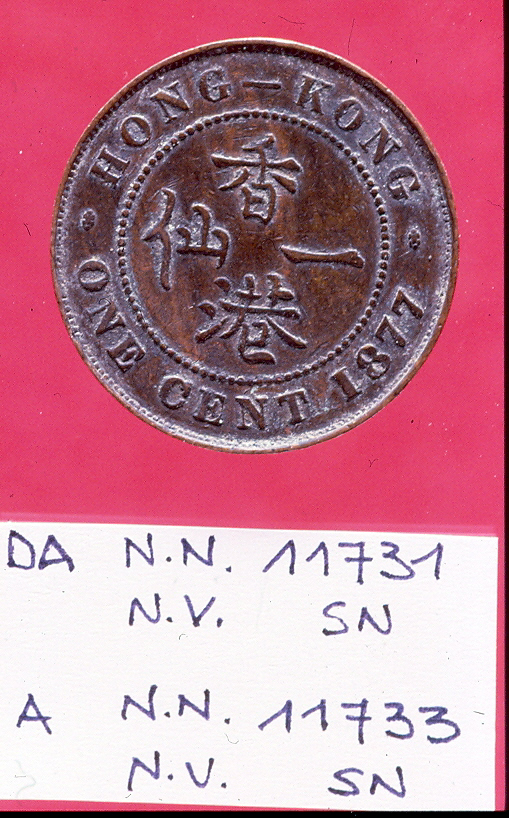 HONG-KONG
香港
一仙
ONE CENT 1877
DA N.N. 11731
N.V. SN
A N.N. 11733
N.V. SN